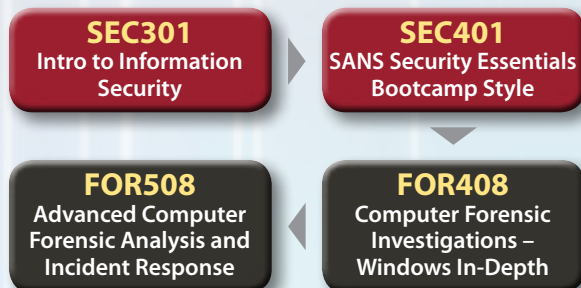 SEC301
Intro to Information
Security
SEC401
SANS Security Essentials
Bootcamp Style
FOR408
Computer Forensic
Investigations –
Windows In-Depth
FOR508
Advanced Computer
Forensic Analysis and
Incident Response